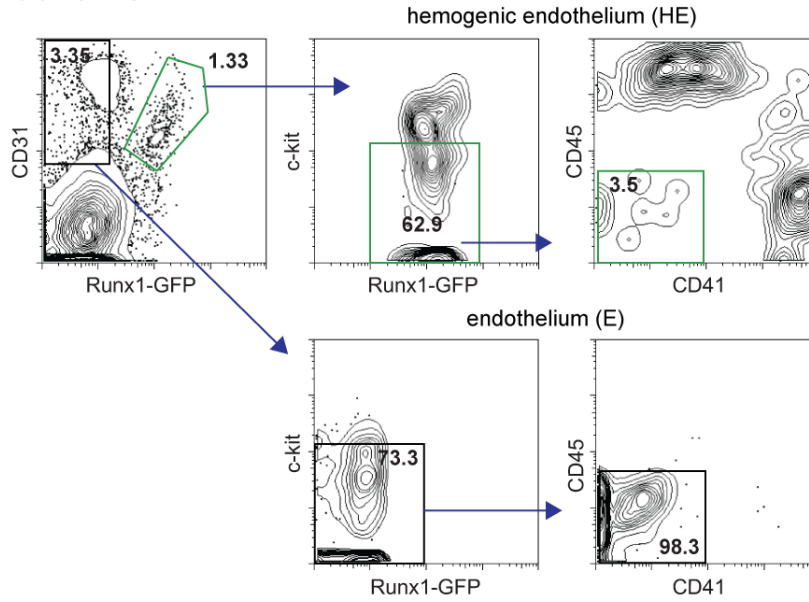 hemogenic endothelium (HE)
3.35
1.33
CD31
Runx1-GFP
c-kit
62.9
Runx1-GFP
CD45
3.5
CD41
endothelium (E)
c-kit
73.3
Runx1-GFP
CD45
98.3
CD41